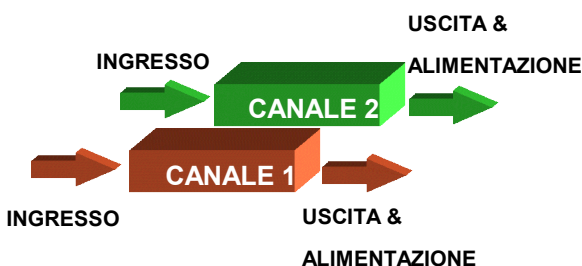 USCITA &
ALIMENTAZIONE
INGRESSO
CANALE 2
CANALE 1
INGRESSO
USCITA &
ALIMENTAZIONE